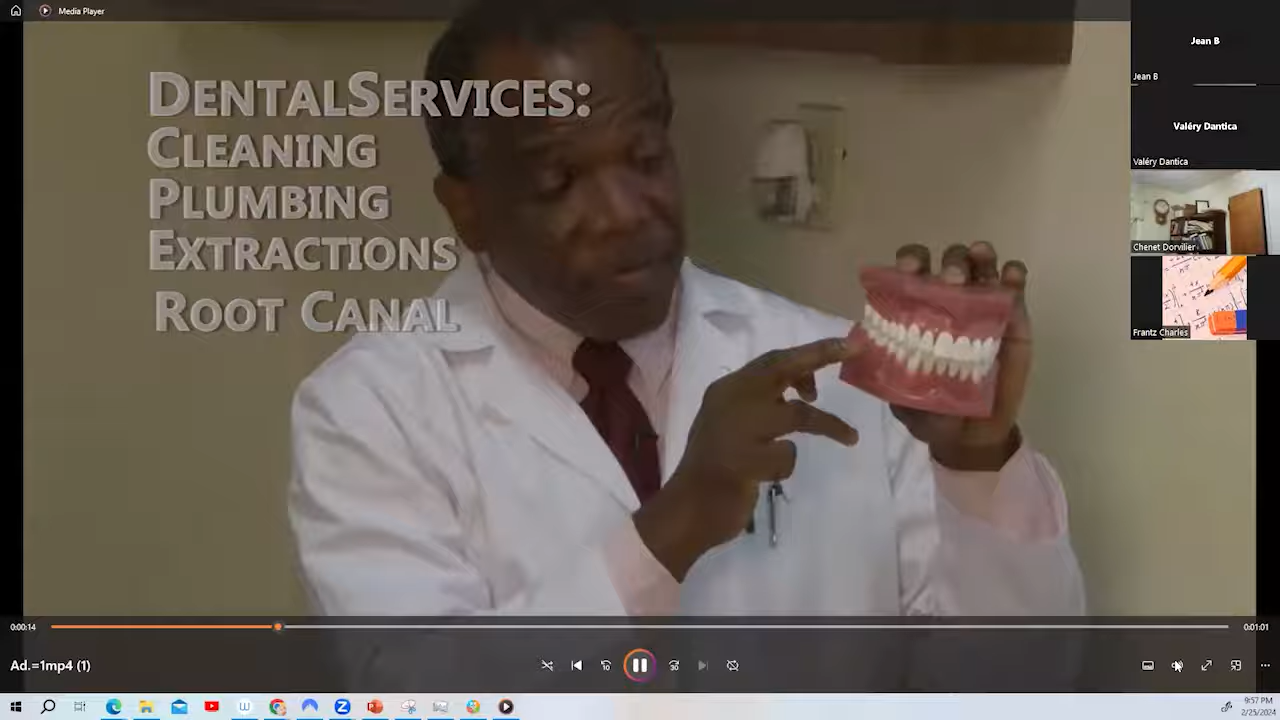 Media Player
DentalServices:
Cleaning
Plumbing
Extractions
Root Canal
Jean B
Jean B
Valéry Dantica
Valéry Dantica
Chenet Dorvilier
Frantz Charles
0:00:14
0:01:01
Ad.=1mp4 (1)
9:57 PM
2/25/2024